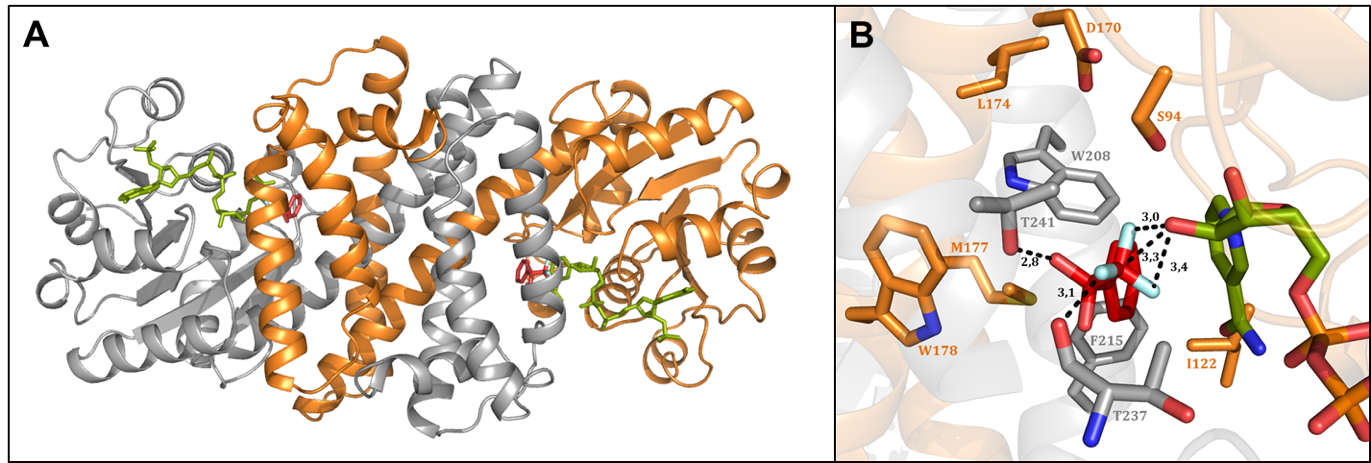 A
B
D170
L174
S94
W208
T241
3,0
M177
3,3
2,8
3,4
3,1
F215
W178
I122
T237